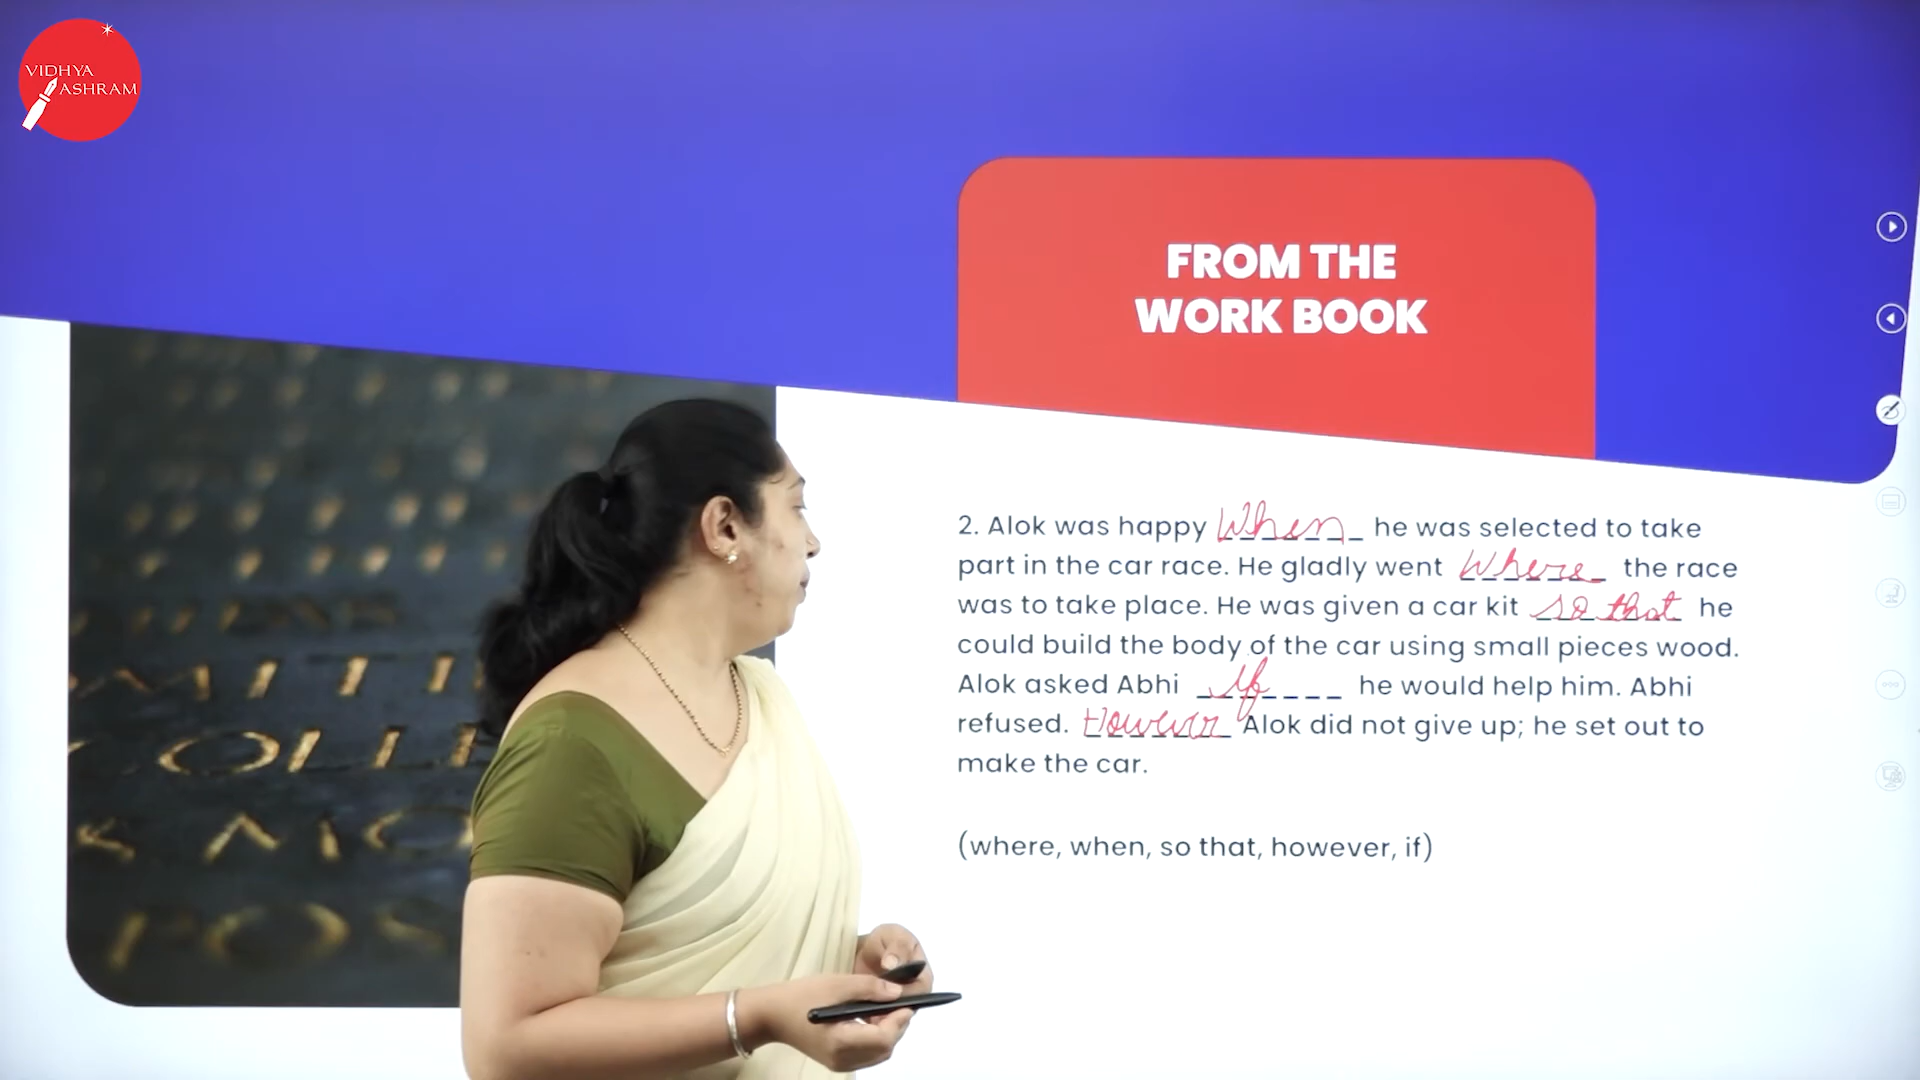 VIDHYA
ASHRAM
FROM THE
WORK BOOK
2. Alok was happy When he was selected to take
part in the car race. He gladly went Where the race
was to take place. He was given a car kit so that he
could build the body of the car using small pieces wood.
Alok asked Abhi If he would help him. Abhi
refused. However Alok did not give up; he set out to
make the car.
(where, when, so that, however, if)